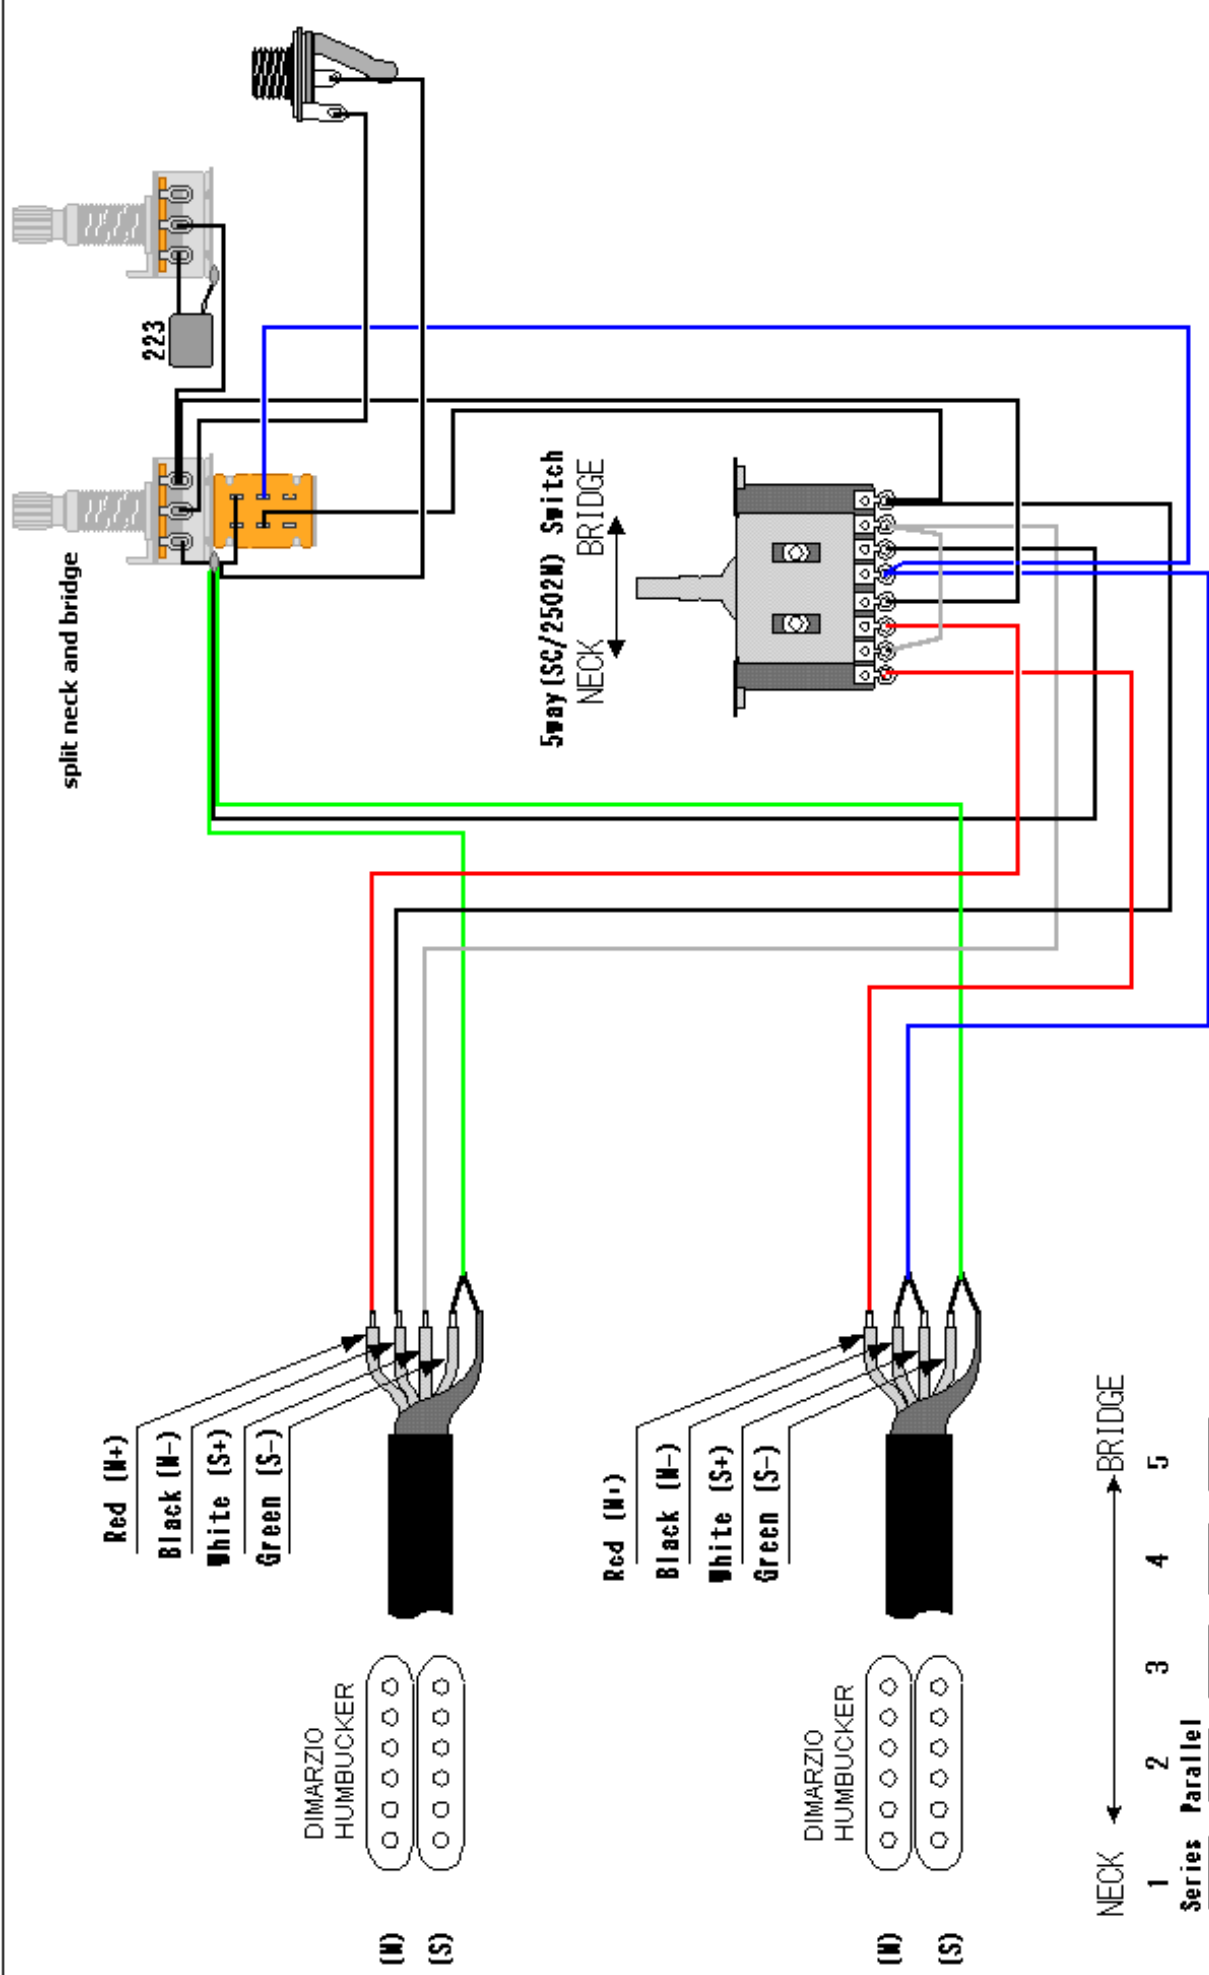 split neck and bridge
223
5way(SC/2502N) Switch
NECK BRIDGE
Red (N+)
Black (N-)
White (S+)
Green (S-)
DIMARZIO
HUMBUCKER
(N)
(S)
Red (N+)
Black (N-)
White (S+)
Green (S-)
DIMARZIO
HUMBUCKER
(N)
(S)
NECK BRIDGE
1 2 3 4 5
Series Parallel